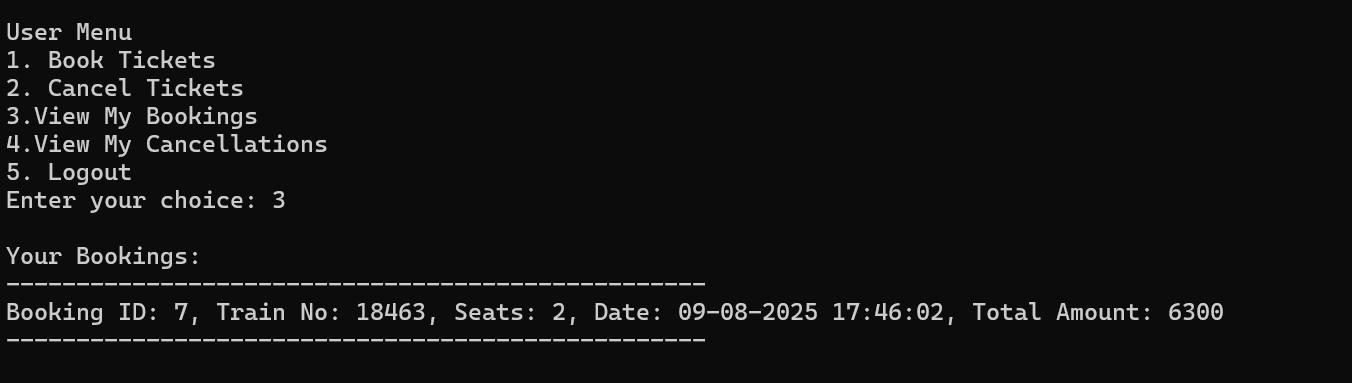 User Menu
1. Book Tickets
2. Cancel Tickets
3.View My Bookings
4.View My Cancellations
5. Logout
Enter your choice: 3
Your Bookings:
--------------------------------------------------
Booking ID: 7, Train No: 18463, Seats: 2, Date: 09-08-2025 17:46:02, Total Amount: 6300
--------------------------------------------------